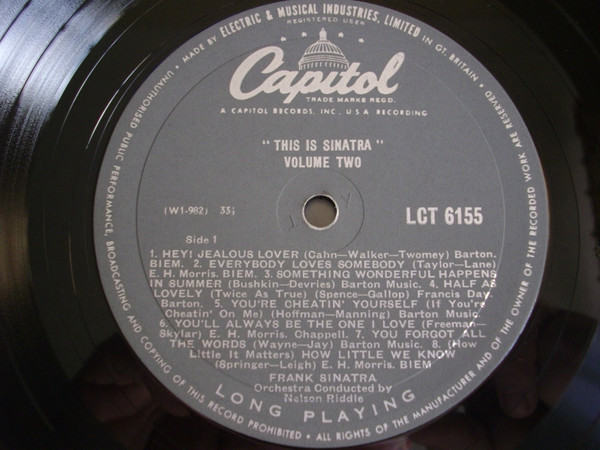 MADE BY ELECTRIC & MUSICAL INDUSTRIES, LIMITED IN GT. BRITAIN.
REGISTERED USER
Capitol
TRADE MARKS REGD.
A CAPITOL RECORDS, INC., U.S.A RECORDING
"THIS IS SINATRA"
VOLUME TWO
(W1-982) 33⅓
LCT 6155
Side 1
1. HEY! JEALOUS LOVER (Cahn—Walker—Twomey) Barton.
BIEM. 2. EVERYBODY LOVES SOMEBODY (Taylor—Lane)
E. H. Morris. BIEM. 3. SOMETHING WONDERFUL HAPPENS
IN SUMMER (Bushkin—Devries) Barton Music. 4. HALF AS
LOVELY (Twice As True) (Spence—Gallop) Francis Day.
Barton. 5. YOU'RE CHEATIN' YOURSELF (If You're
Cheatin' On Me) (Hoffman—Manning) Barton Music.
6. YOU'LL ALWAYS BE THE ONE I LOVE (Freeman—
Skylar) E. H. Morris. Chappell. 7. YOU FORGOT ALL
THE WORDS (Wayne—Jay) Barton Music. 8. (How
Little It Matters) HOW LITTLE WE KNOW
(Springer—Leigh) E. H. Morris. BIEM
FRANK SINATRA
Orchestra Conducted by
Nelson Riddle
LONG PLAYING
UNAUTHORISED PUBLIC PERFORMANCE, BROADCASTING AND COPYING OF THIS RECORD PROHIBITED • ALL RIGHTS OF THE MANUFACTURER AND OF THE OWNER OF THE RECORDED WORK ARE RESERVED